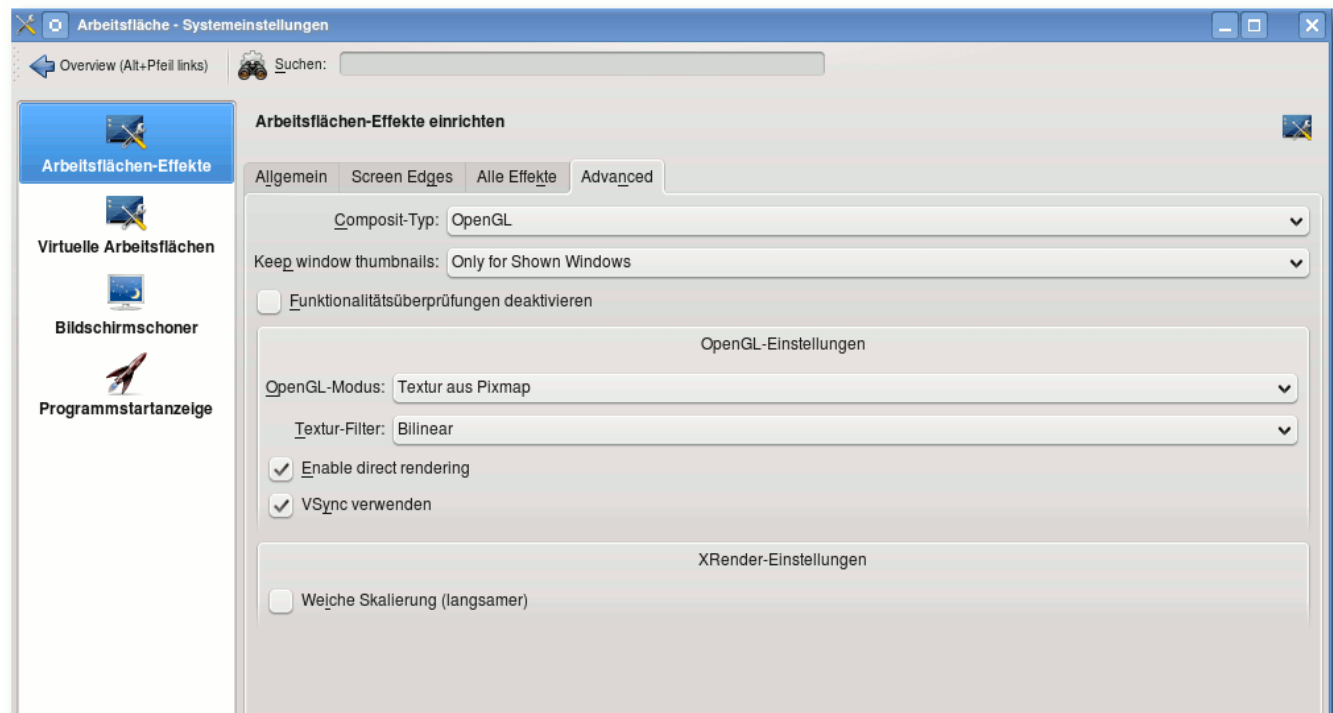 Arbeitsfläche - Systemeinstellungen
Overview (Alt+Pfeil links)
Suchen:
Arbeitsflächen-Effekte
Virtuelle Arbeitsflächen
Bildschirmschoner
Programmstartanzeige
Arbeitsflächen-Effekte einrichten
Allgemein Screen Edges Alle Effekte Advanced
Composit-Typ: OpenGL
Keep window thumbnails: Only for Shown Windows
Funktionalitätsüberprüfungen deaktivieren
OpenGL-Einstellungen
OpenGL-Modus: Textur aus Pixmap
Textur-Filter: Bilinear
Enable direct rendering
VSync verwenden
XRender-Einstellungen
Weiche Skalierung (langsamer)